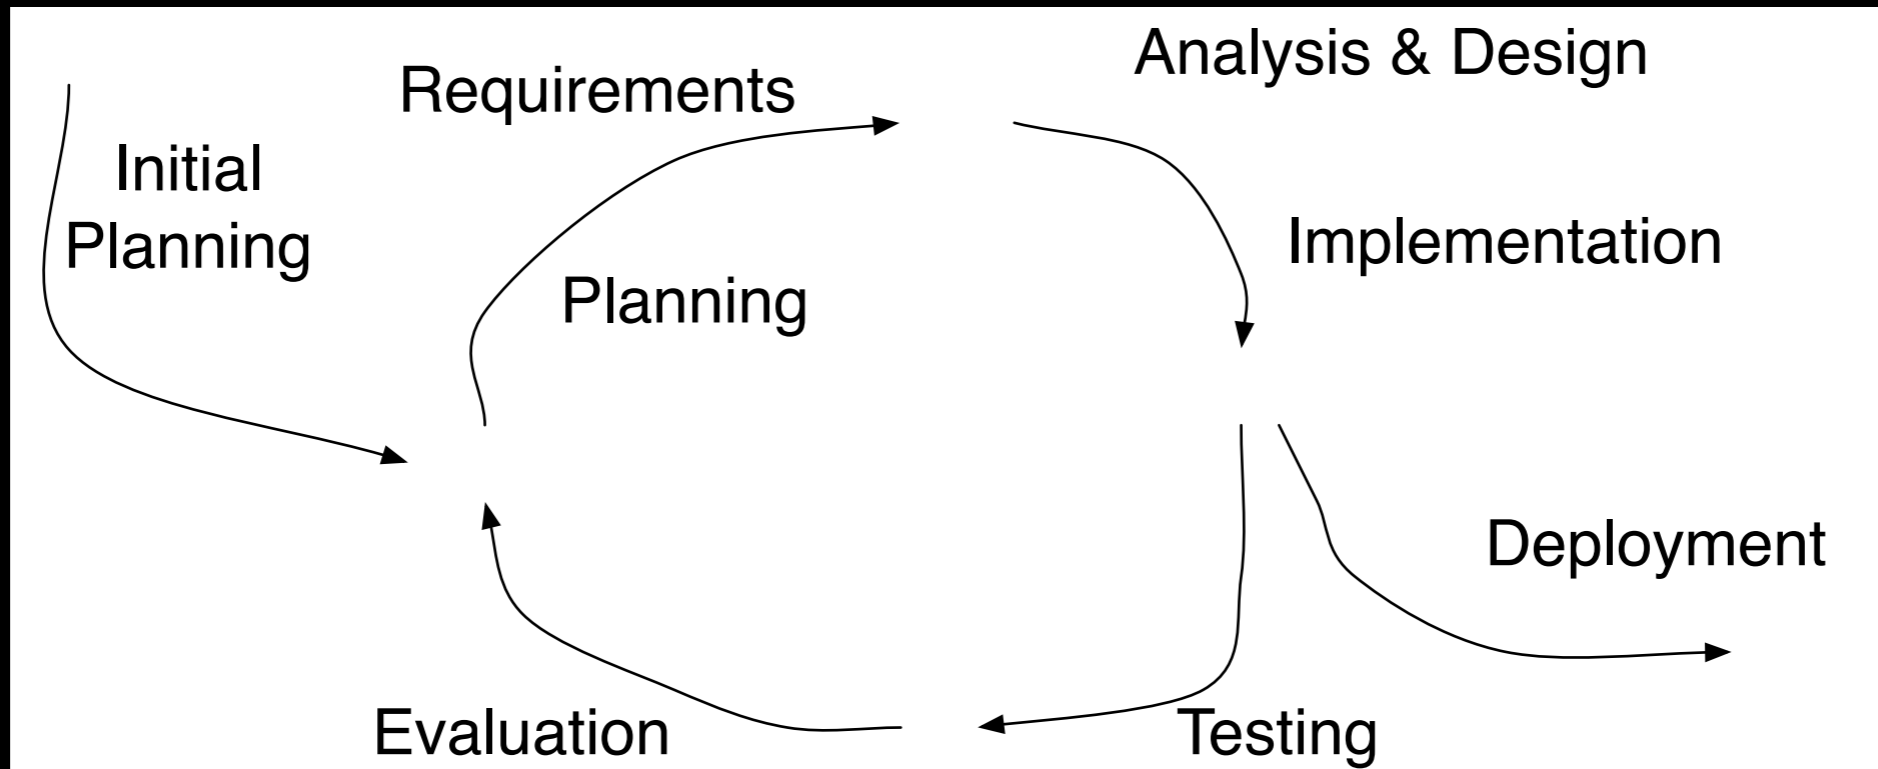 Analysis & Design
Requirements
Initial
Planning
Implementation
Planning
Deployment
Evaluation
Testing